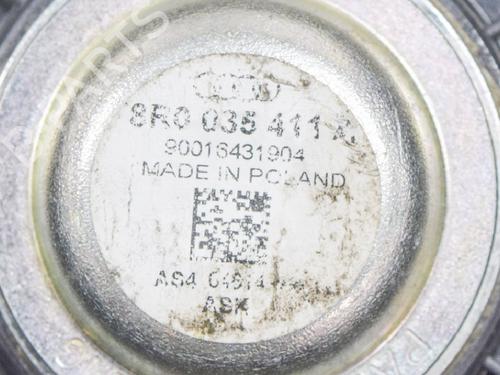 8R0 035 411 A
90016431904
MADE IN POLAND
ASK